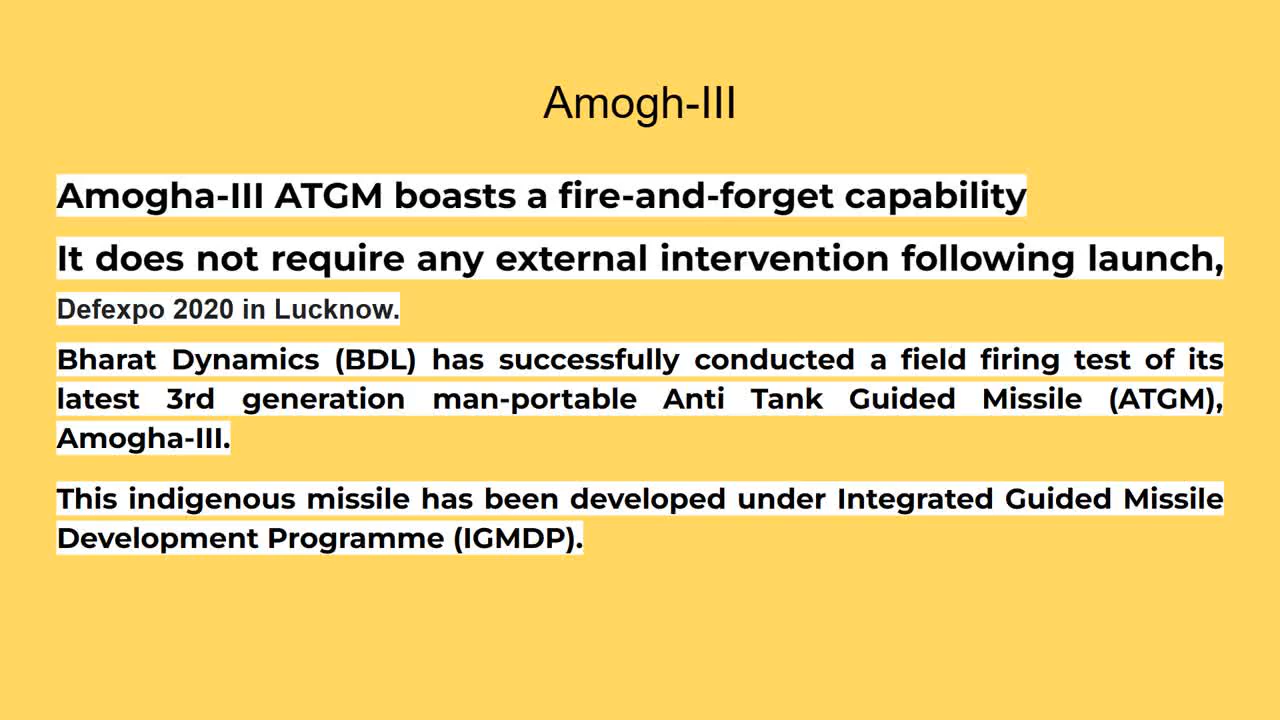 Amogh-III
Amogha-III ATGM boasts a fire-and-forget capability
It does not require any external intervention following launch,
Defexpo 2020 in Lucknow.
Bharat Dynamics (BDL) has successfully conducted a field firing test of its
latest 3rd generation man-portable Anti Tank Guided Missile (ATGM),
Amogha-III.
This indigenous missile has been developed under Integrated Guided Missile
Development Programme (IGMDP).